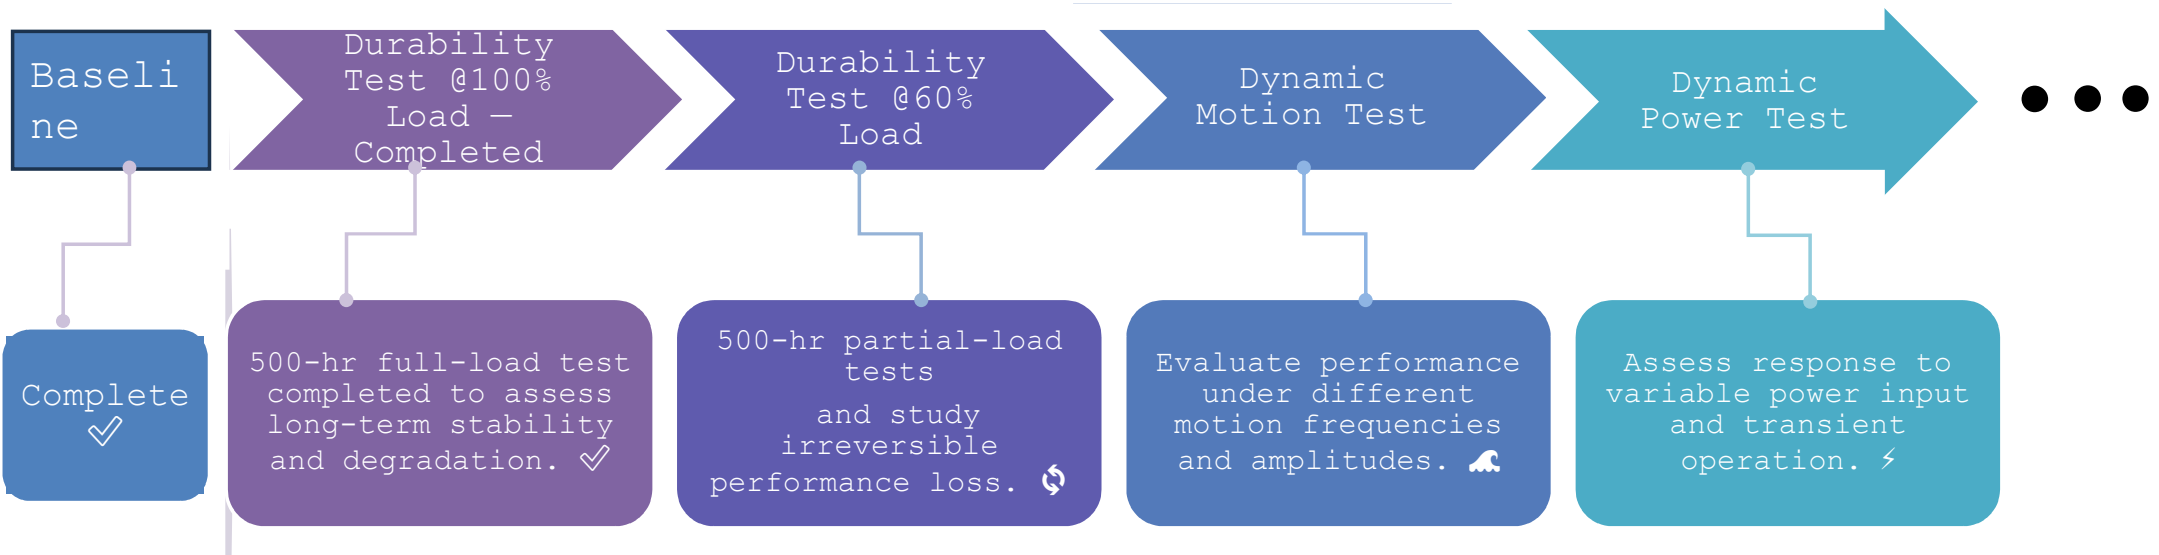 Baseli
ne
Durability
Test @100%
Load —
Completed
Durability
Test @60%
Load
Dynamic
Motion Test
Dynamic
Power Test
●●●
Complete
✓
500-hr full-load test
completed to assess
long-term stability
and degradation. ✓
500-hr partial-load
tests
and study
irreversible
performance loss. 🔄
Evaluate performance
under different
motion frequencies
and amplitudes. 🌊
Assess response to
variable power input
and transient
operation. ⚡